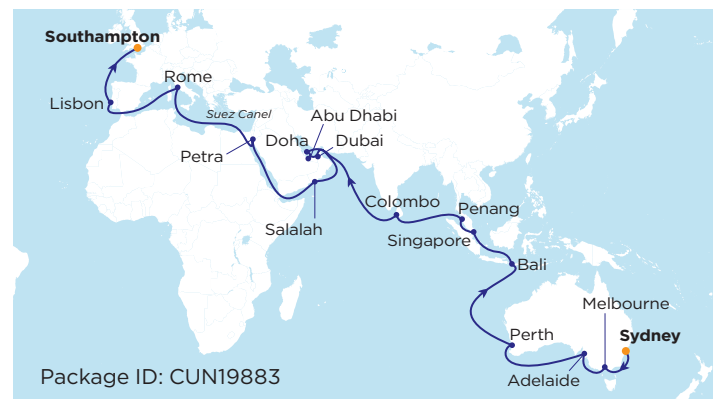 Southampton
Rome
Lisbon
Suez Canel
Abu Dhabi
Doha
Dubai
Petra
Colombo
Penang
Salalah
Singapore
Bali
Melbourne
Perth
Sydney
Adelaide
Package ID: CUN19883